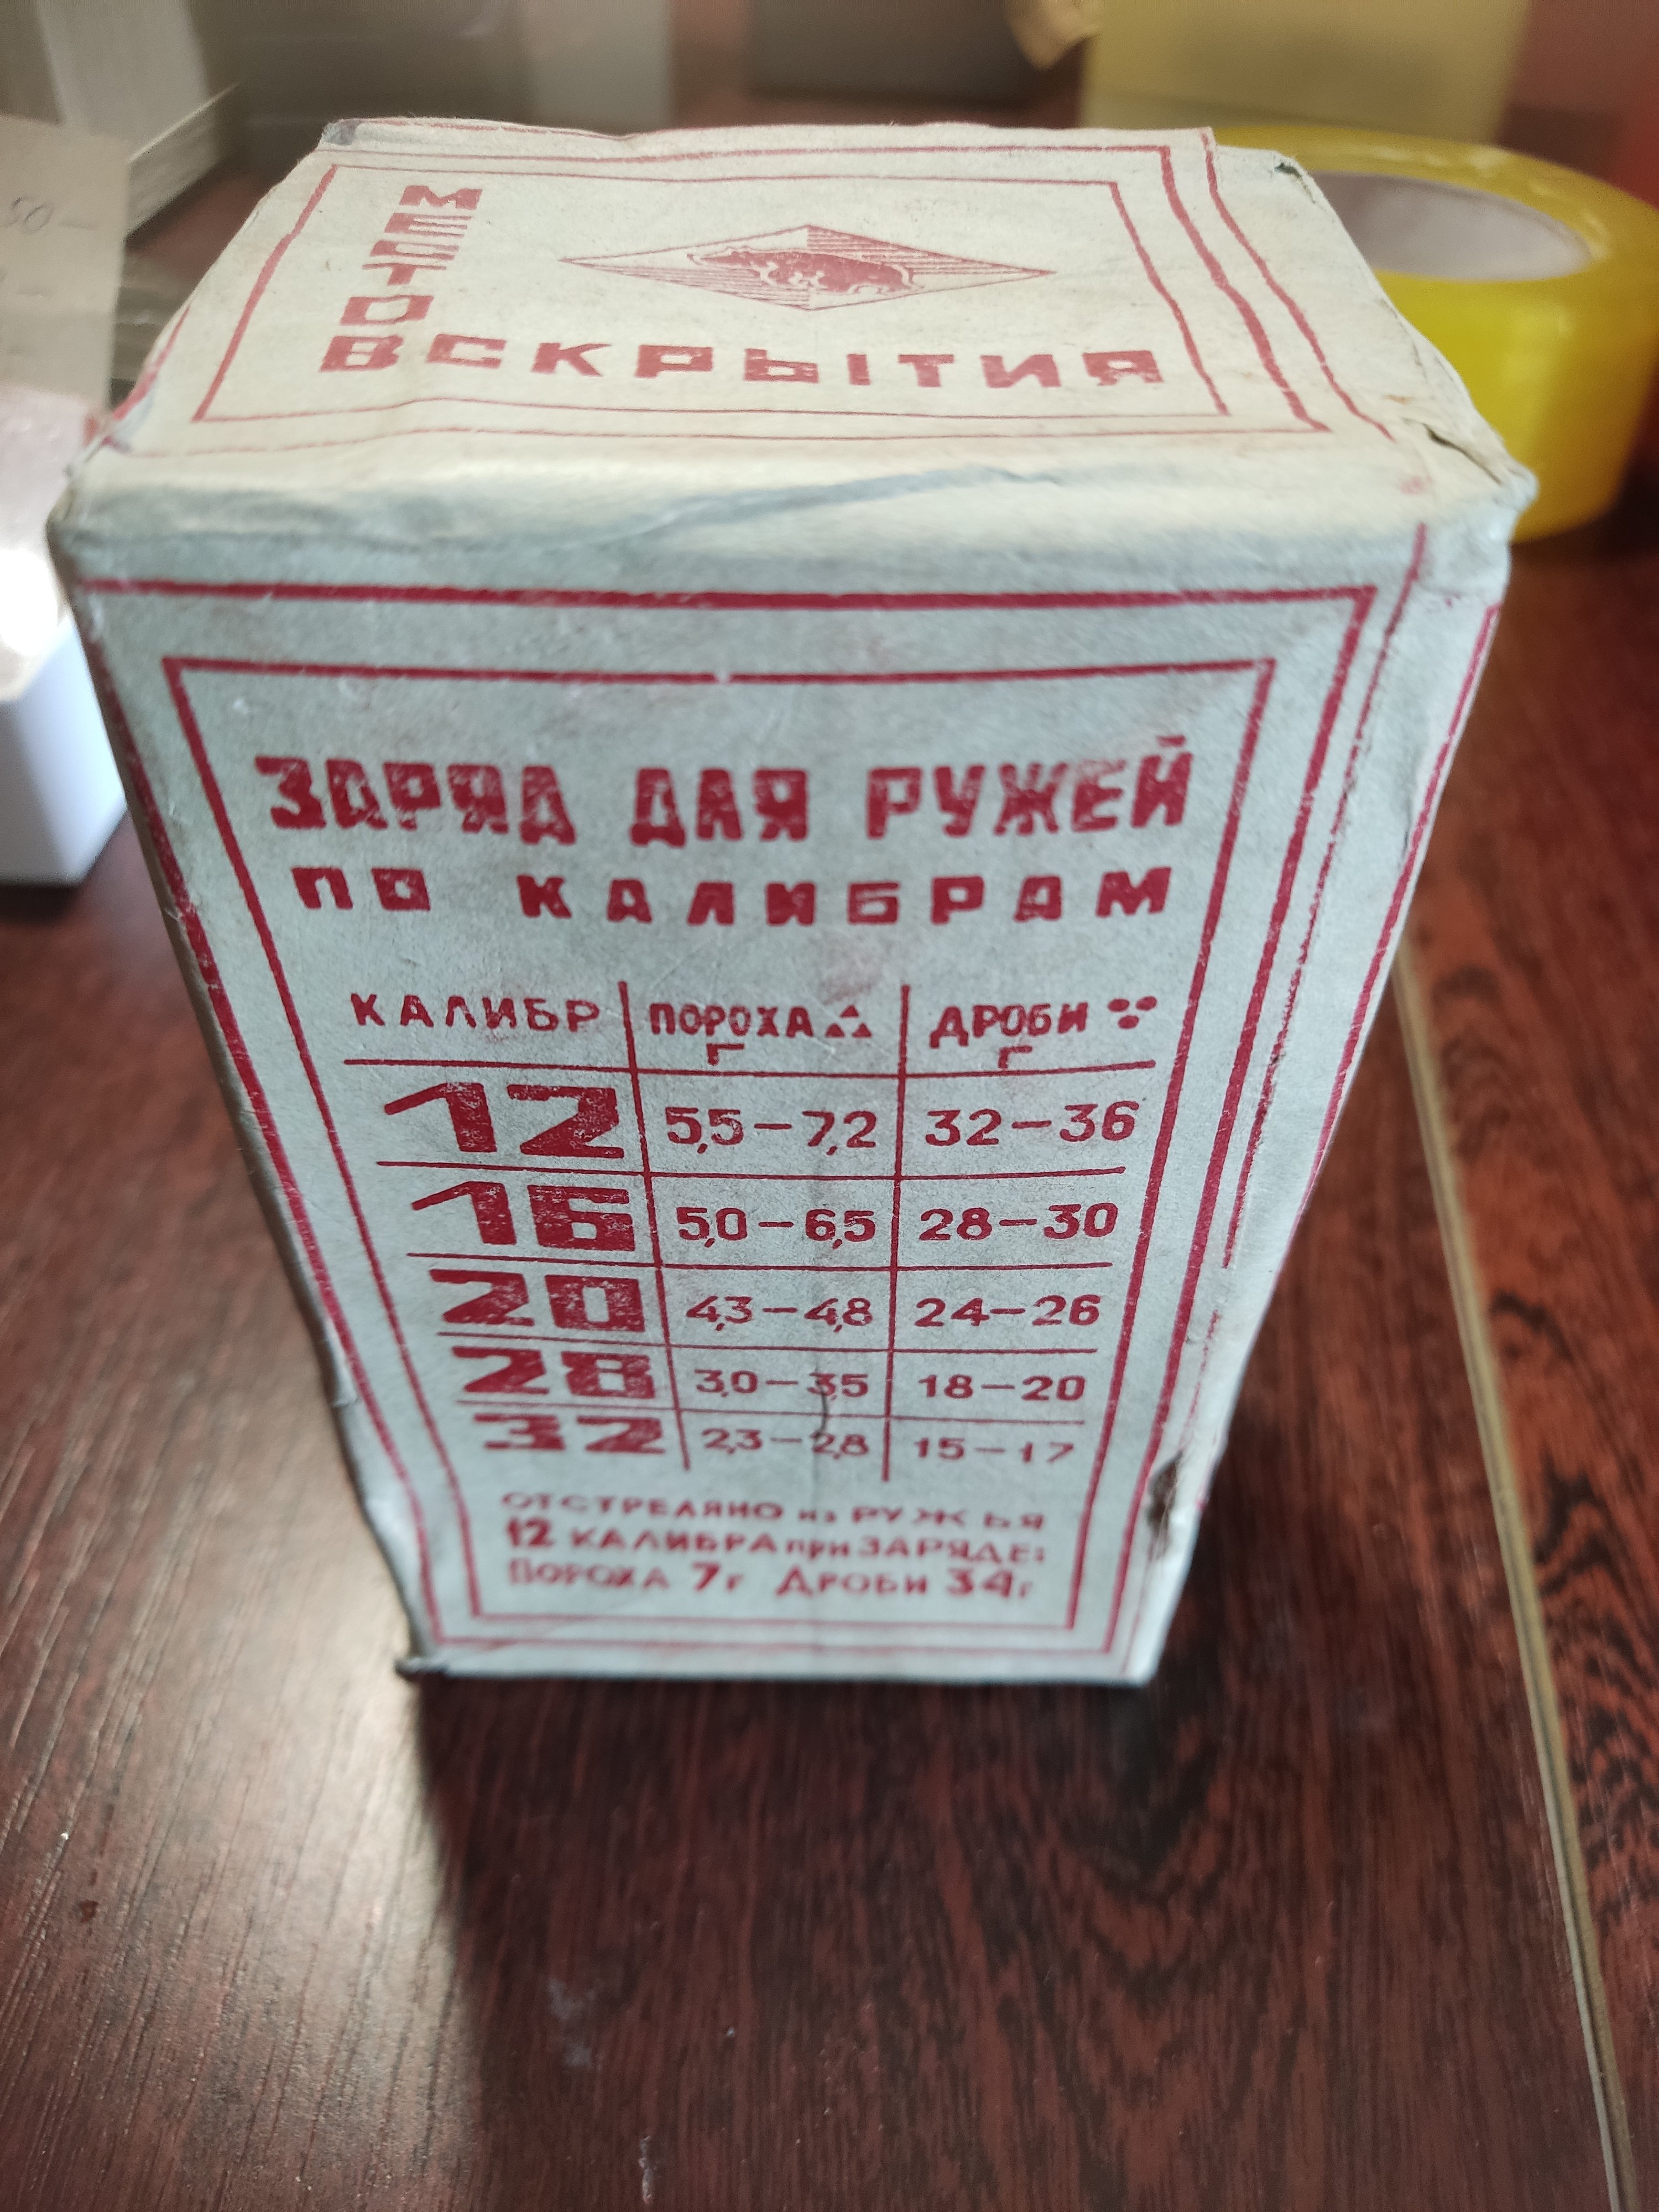 МЕСТО
ВСКРЫТИЯ
ЗАРЯД ДЛЯ РУЖЕЙ
ПО КАЛИБРАМ
КАЛИБР ПОРОХА Г ДРОБИ Г
12 5,5–7,2 32–36
16 5,0–6,5 28–30
20 4,3–4,8 24–26
28 3,0–3,5 18–20
32 2,3–2,8 15–17
ОТСТРЕЛЯНО из РУЖЬЯ
12 КАЛИБРА при ЗАРЯДЕ:
ПОРОХА 7г ДРОБИ 34г
50–